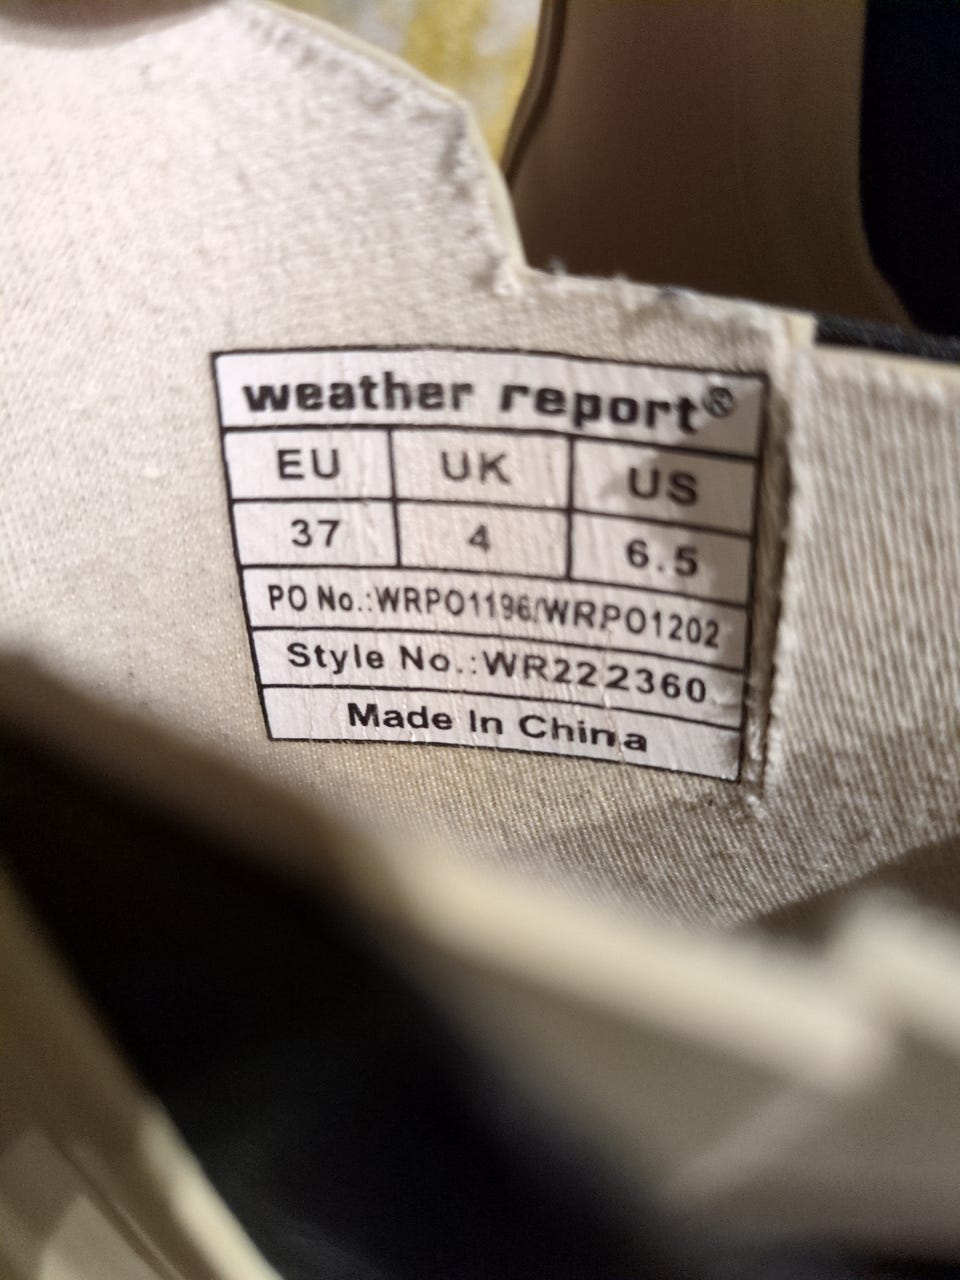 weather report®
EU UK US
37 4 6.5
PO No.:WRPO1196/WRPO1202
Style No.:WR222360
Made In China